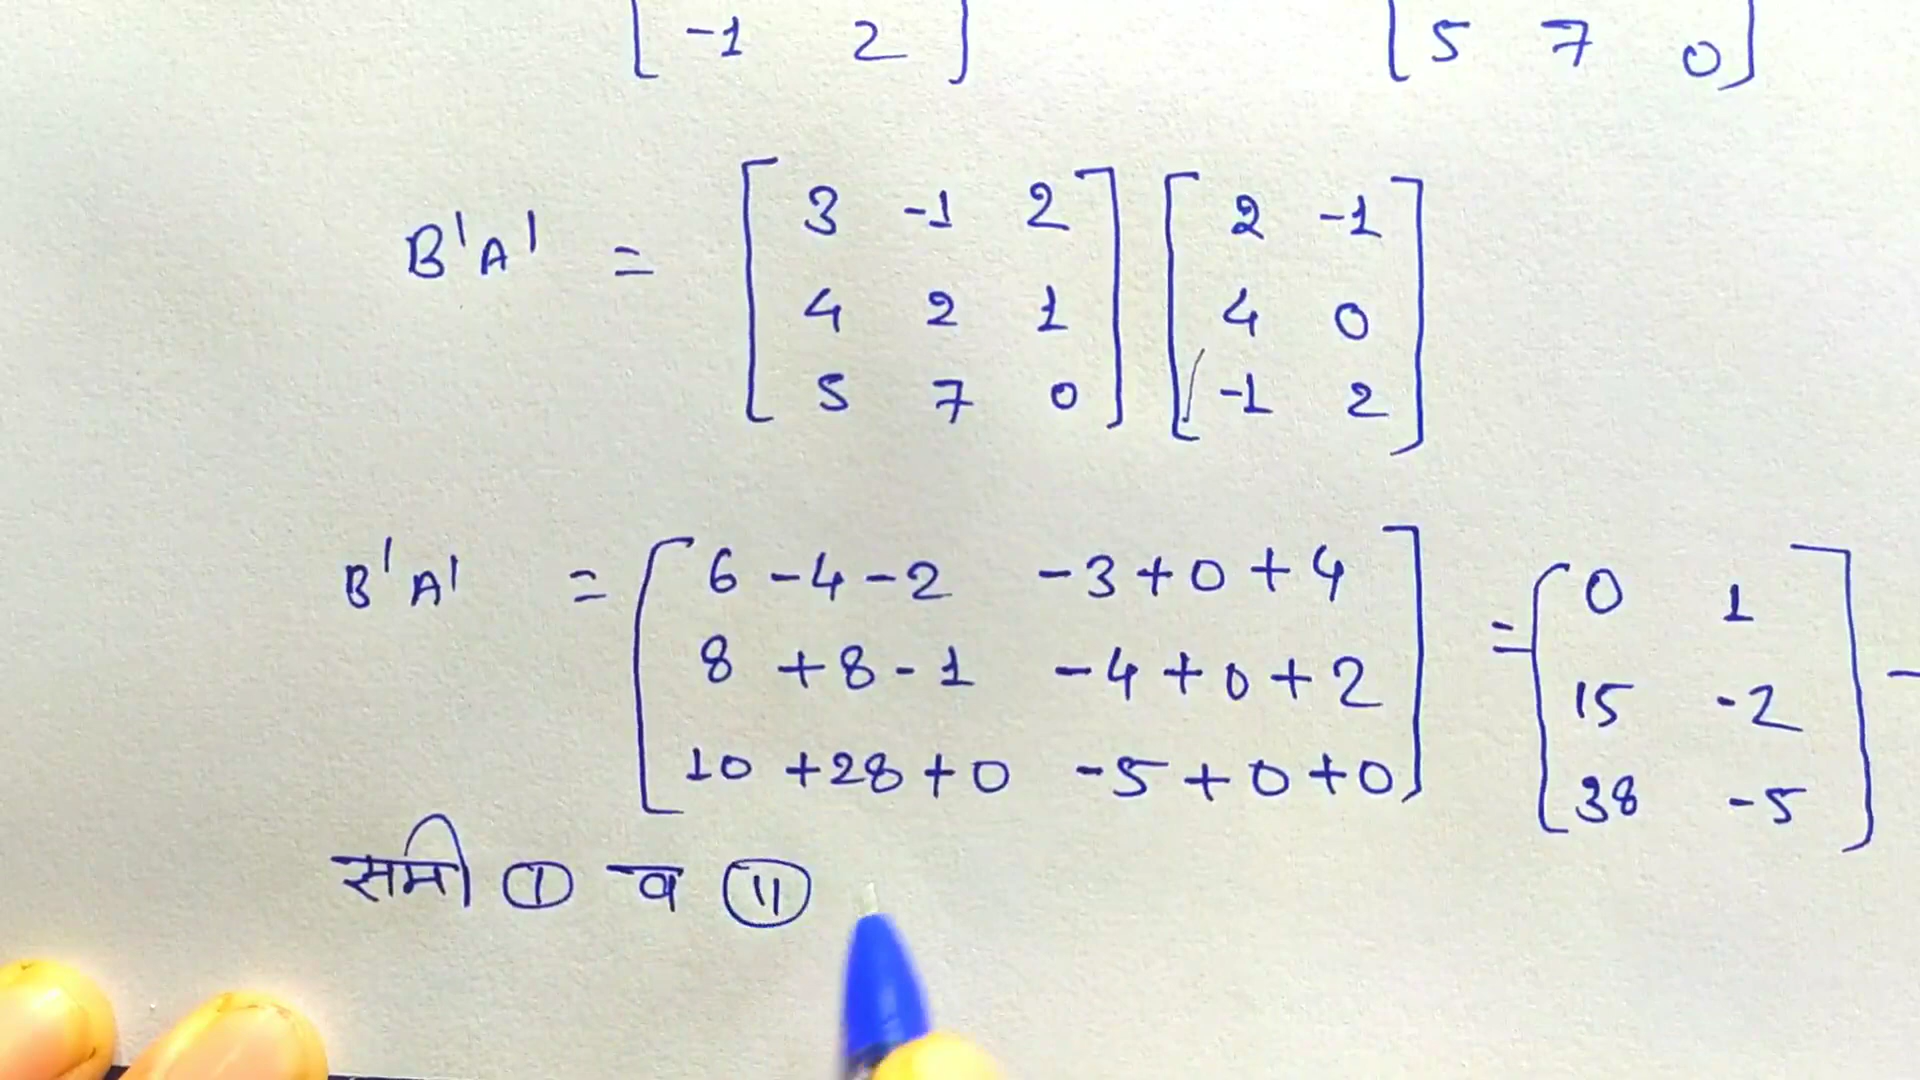 [ -1 2 ] [ 5 7 0 ]
B'A' = [ 3 -1 2 ] [ 2 -1 ]
4 2 1 4 0
5 7 0 -1 2
B'A' = [ 6 -4 -2 -3+0+4 ] = [ 0 1 ] -
8 +8-1 -4+0+2 15 -2
10 +28+0 -5+0+0 38 -5
समी I व II